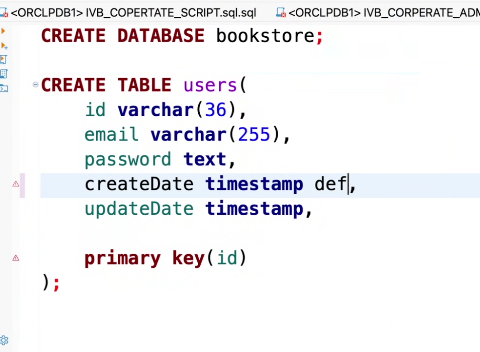 <ORCLPDB1> IVB_COPERTATE_SCRIPT.sql.sql
<ORCLPDB1> IVB_CORPERATE_ADM
CREATE DATABASE bookstore;
CREATE TABLE users(
id varchar(36),
email varchar(255),
password text,
createDate timestamp def,
updateDate timestamp,
primary key(id)
);